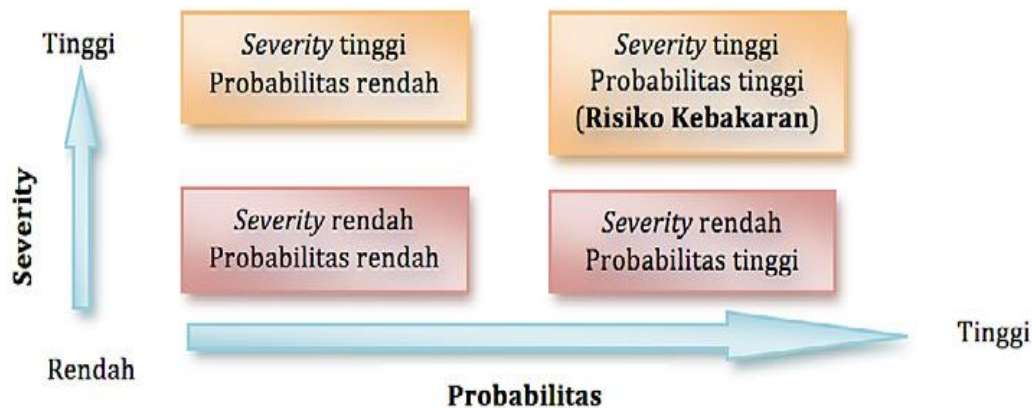 Tinggi
Severity tinggi
Probabilitas rendah
Severity tinggi
Probabilitas tinggi
(Risiko Kebakaran)
Severity
Severity rendah
Probabilitas rendah
Severity rendah
Probabilitas tinggi
Rendah
Tinggi
Probabilitas